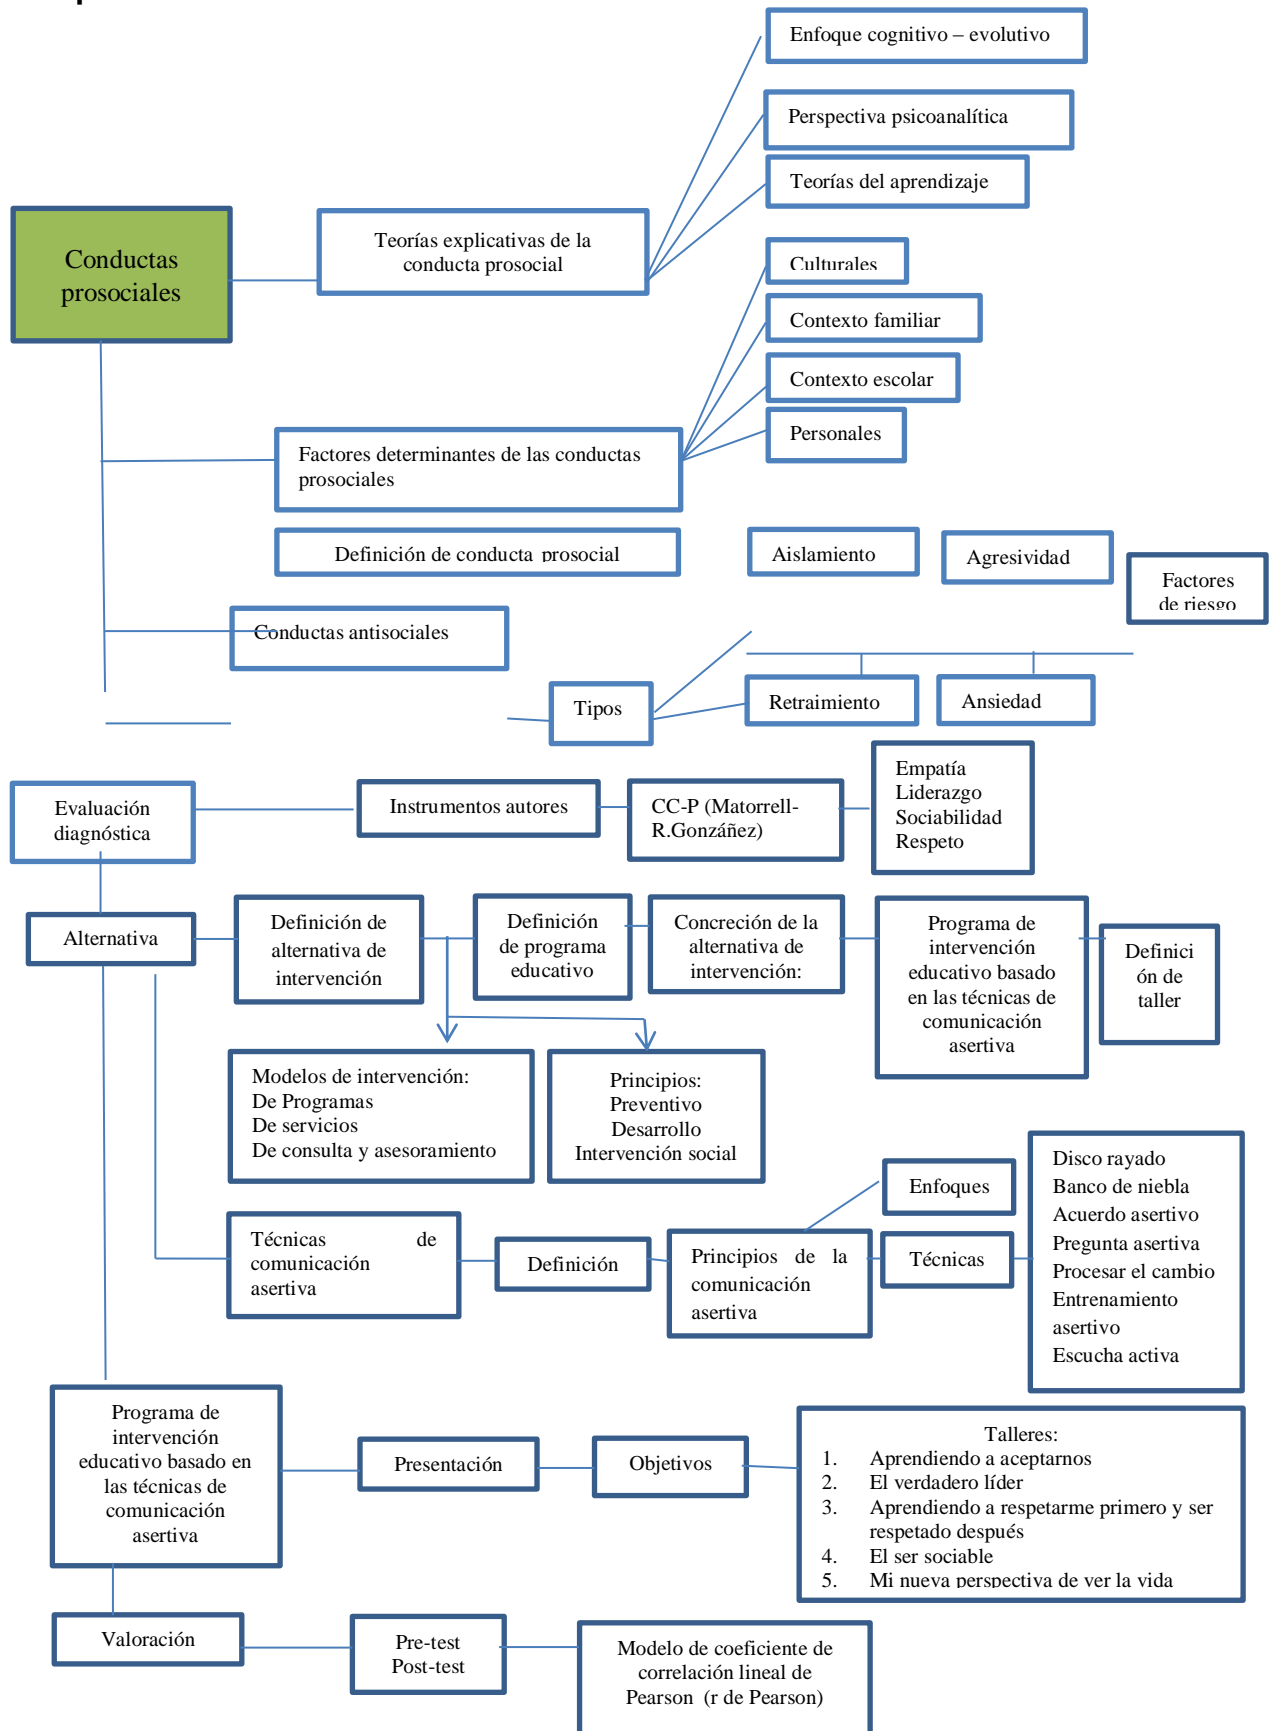 Enfoque cognitivo – evolutivo
Perspectiva psicoanalítica
Teorías del aprendizaje
Conductas
prosociales
Teorías explicativas de la
conducta prosocial
Culturales
Contexto familiar
Contexto escolar
Personales
Factores determinantes de las conductas
prosociales
Definición de conducta prosocial
Aislamiento
Agresividad
Factores
de riesgo
Conductas antisociales
Tipos
Retraimiento
Ansiedad
Evaluación
diagnóstica
Instrumentos autores
CC-P (Matorrell-
R.Gonzáñez)
Empatía
Liderazgo
Sociabilidad
Respeto
Alternativa
Definición de
alternativa de
intervención
Definición
de programa
educativo
Concreción de la
alternativa de
intervención:
Programa de
intervención
educativo basado
en las técnicas de
comunicación
asertiva
Definici
ón de
taller
Modelos de intervención:
De Programas
De servicios
De consulta y asesoramiento
Principios:
Preventivo
Desarrollo
Intervención social
Técnicas de
comunicación
asertiva
Definición
Principios de la
comunicación
asertiva
Enfoques
Técnicas
Disco rayado
Banco de niebla
Acuerdo asertivo
Pregunta asertiva
Procesar el cambio
Entrenamiento
asertivo
Escucha activa
Programa de
intervención
educativo basado en
las técnicas de
comunicación
asertiva
Presentación
Objetivos
Talleres:
1. Aprendiendo a aceptarnos
2. El verdadero líder
3. Aprendiendo a respetarme primero y ser
respetado después
4. El ser sociable
5. Mi nueva perspectiva de ver la vida
Valoración
Pre-test
Post-test
Modelo de coeficiente de
correlación lineal de
Pearson (r de Pearson)